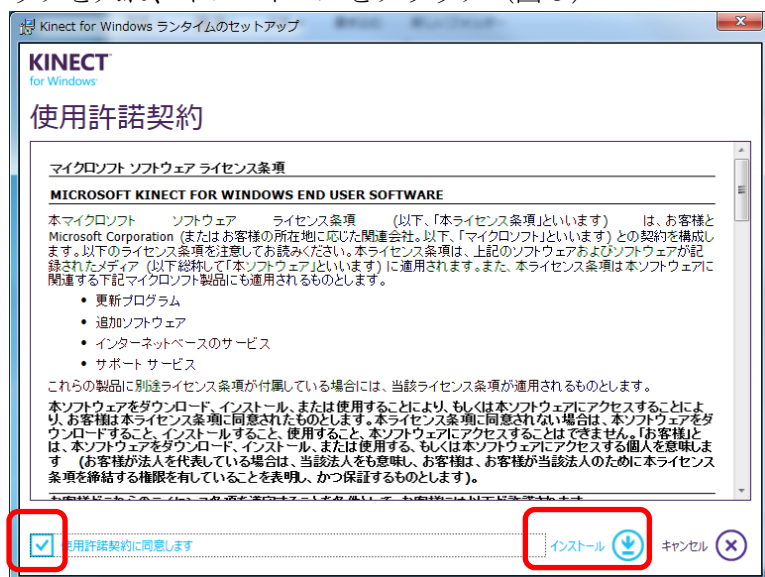 Kinect for Windows ランタイムのセットアップ
KINECT
for Windows
使用許諾契約
マイクロソフト ソフトウェア ライセンス条項
MICROSOFT KINECT FOR WINDOWS END USER SOFTWARE
本マイクロソフト ソフトウェア ライセンス条項 (以下、「本ライセンス条項」といいます) は、お客様と
Microsoft Corporation (またはお客様の所在地に応じた関連会社。以下、「マイクロソフト」といいます) との契約を構成し
ます。以下のライセンス条項を注意してお読みください。本ライセンス条項は、上記のソフトウェアおよびソフトウェアが記
録されたメディア (以下総称して「本ソフトウェア」といいます) に適用されます。また、本ライセンス条項は本ソフトウェアに
関連する下記マイクロソフト製品にも適用されるものとします。
• 更新プログラム
• 追加ソフトウェア
• インターネットベースのサービス
• サポート サービス
これらの製品に別途ライセンス条項が付属している場合には、当該ライセンス条項が適用されるものとします。
本ソフトウェアをダウンロード、インストール、または使用することにより、もしくは本ソフトウェアにアクセスすることによ
り、お客様は本ライセンス条項に同意されたものとします。本ライセンス条項に同意されない場合は、本ソフトウェアをダ
ウンロードすること、インストールすること、使用すること、本ソフトウェアにアクセスすることはできません。「お客様」と
は、本ソフトウェアをダウンロード、インストール、または使用する、もしくは本ソフトウェアにアクセスする個人を意味しま
す (お客様が法人を代表している場合は、当該法人をも意味し、お客様は、お客様が当該法人のために本ライセンス
条項を締結する権限を有していることを表明し、かつ保証するものとします)。
使用許諾契約に同意します
インストール
キャンセル